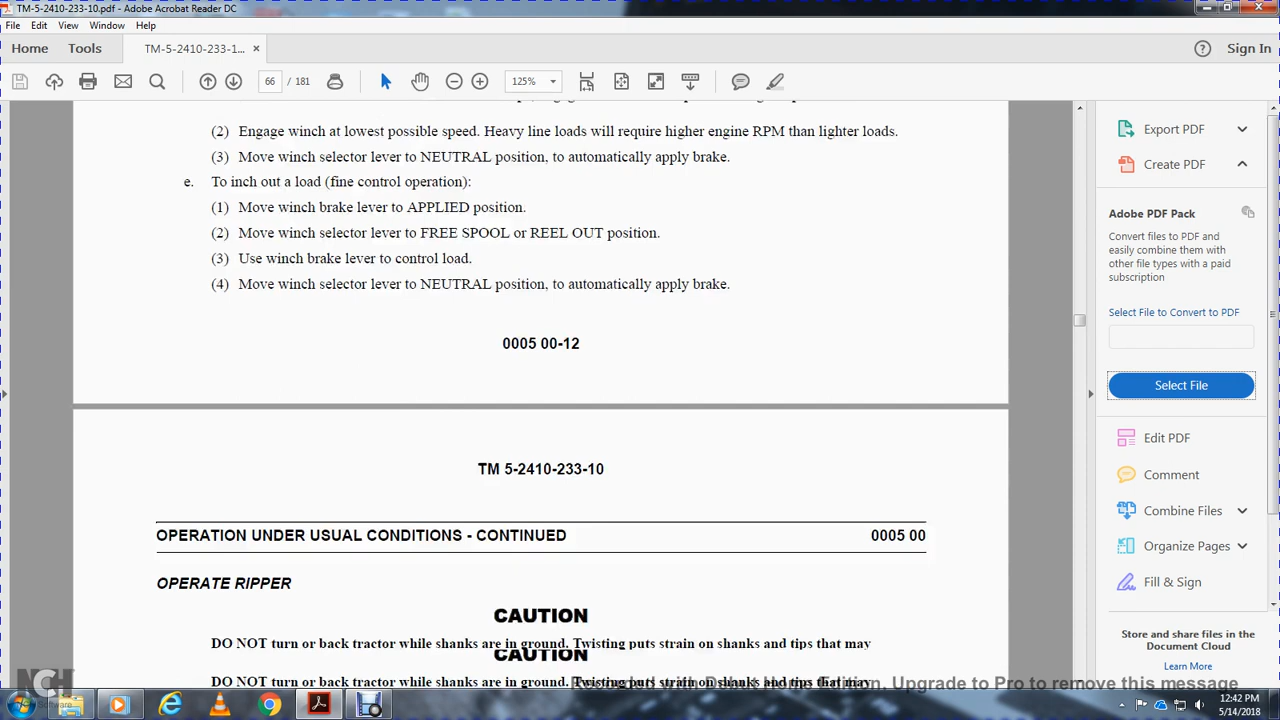 TM-5-2410-233-10.pdf - Adobe Acrobat Reader DC
File Edit View Window Help
Home Tools TM-5-2410-233-1... × Sign In
66 / 181 125%
(2) Engage winch at lowest possible speed. Heavy line loads will require higher engine RPM than lighter loads.
(3) Move winch selector lever to NEUTRAL position, to automatically apply brake.
e. To inch out a load (fine control operation):
(1) Move winch brake lever to APPLIED position.
(2) Move winch selector lever to FREE SPOOL or REEL OUT position.
(3) Use winch brake lever to control load.
(4) Move winch selector lever to NEUTRAL position, to automatically apply brake.
0005 00-12
TM 5-2410-233-10
OPERATION UNDER USUAL CONDITIONS - CONTINUED 0005 00
OPERATE RIPPER
CAUTION
DO NOT turn or back tractor while shanks are in ground. Twisting puts strain on shanks and tips that may
CAUTION
DO NOT turn or back tractor while shanks are in ground. Twisting puts strain on shanks and tips that may
Export PDF
Create PDF
Adobe PDF Pack
Convert files to PDF and
easily combine them with
other file types with a paid
subscription
Select File to Convert to PDF
Select File
Edit PDF
Comment
Combine Files
Organize Pages
Fill & Sign
Store and share files in the
Document Cloud
Learn More
NCH
Software
Upgrade to Pro to remove this message
12:42 PM
5/14/2018